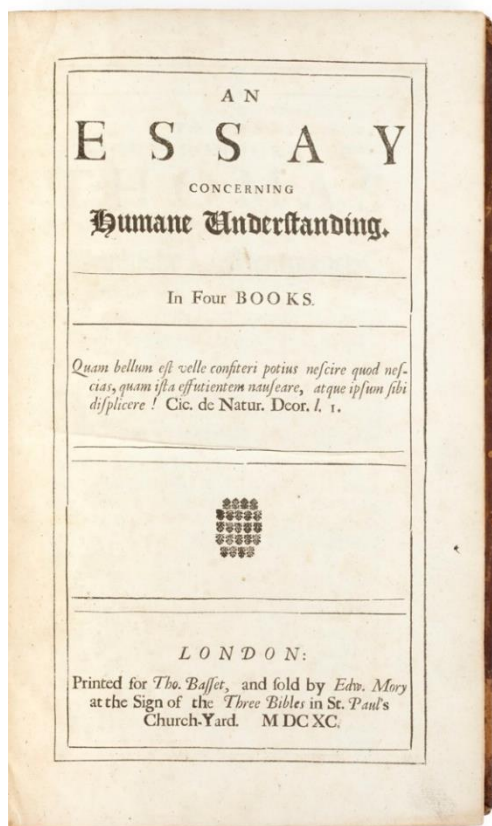 AN
ESSAY
CONCERNING
Humane Underſtanding.
In Four BOOKS.
Quam bellum eſt velle confiteri potius neſcire quod neſ-
cias, quam iſta effutientem nauſeare, atque ipſum ſibi
diſplicere ! Cic. de Natur. Deor. l. 1.
LONDON:
Printed for Tho. Baſſet, and ſold by Edw. Mory
at the Sign of the Three Bibles in St. Paul's
Church-Yard. MDCXC.